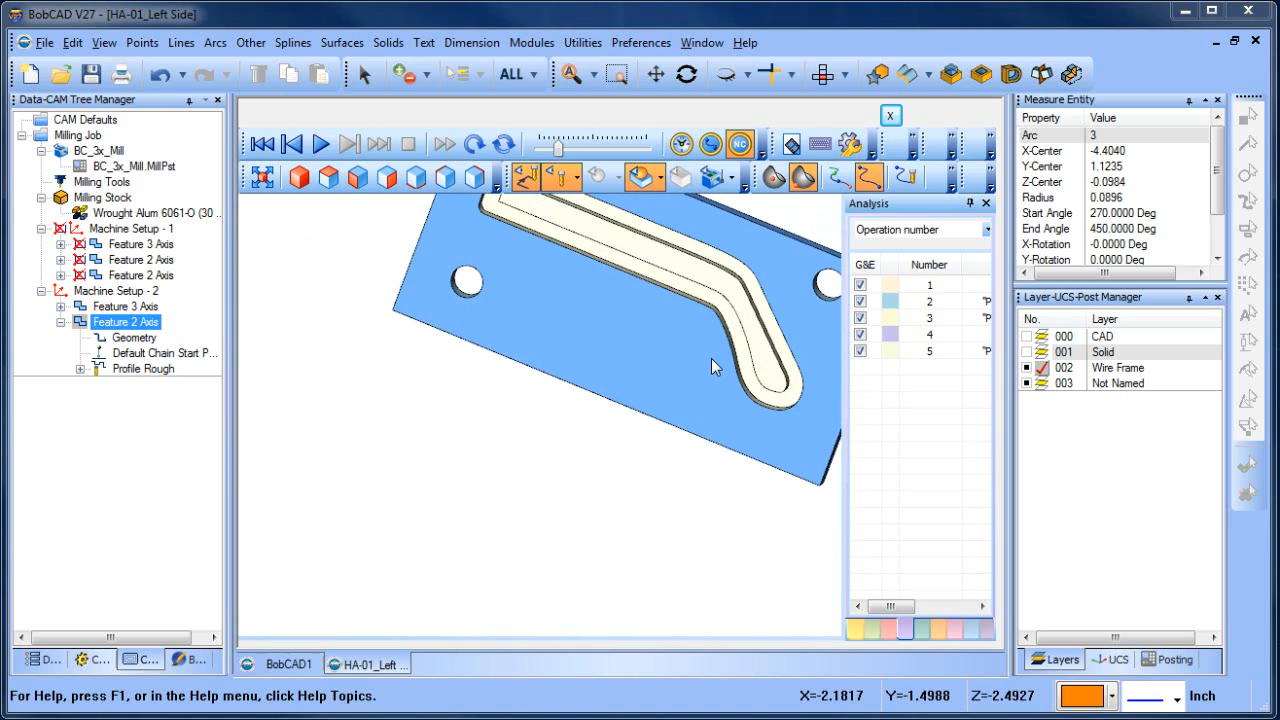 BobCAD V27 - [HA-01_Left Side]
File Edit View Points Lines Arcs Other Splines Surfaces Solids Text Dimension Modules Utilities Preferences Window Help
ALL
Data-CAM Tree Manager
CAM Defaults
Milling Job
BC_3x_Mill
BC_3x_Mill.MillPst
Milling Tools
Milling Stock
Wrought Alum 6061-O (30 ..
Machine Setup - 1
Feature 3 Axis
Feature 2 Axis
Feature 2 Axis
Machine Setup - 2
Feature 3 Axis
Feature 2 Axis
Geometry
Default Chain Start P...
Profile Rough
D... C... C... B...
X
NC
Analysis
Operation number
G&E Number
1
2 "P
3 "P
4
5 "P
BobCAD1 HA-01_Left ...
Measure Entity
Property Value
Arc 3
X-Center -4.4040
Y-Center 1.1235
Z-Center -0.0984
Radius 0.0896
Start Angle 270.0000 Deg
End Angle 450.0000 Deg
X-Rotation -0.0000 Deg
Y-Rotation 0.0000 Deg
Layer-UCS-Post Manager
No. Layer
000 CAD
001 Solid
002 Wire Frame
003 Not Named
Layers UCS Posting
For Help, press F1, or in the Help menu, click Help Topics.
X=-2.1817 Y=-1.4988 Z=-2.4927 Inch